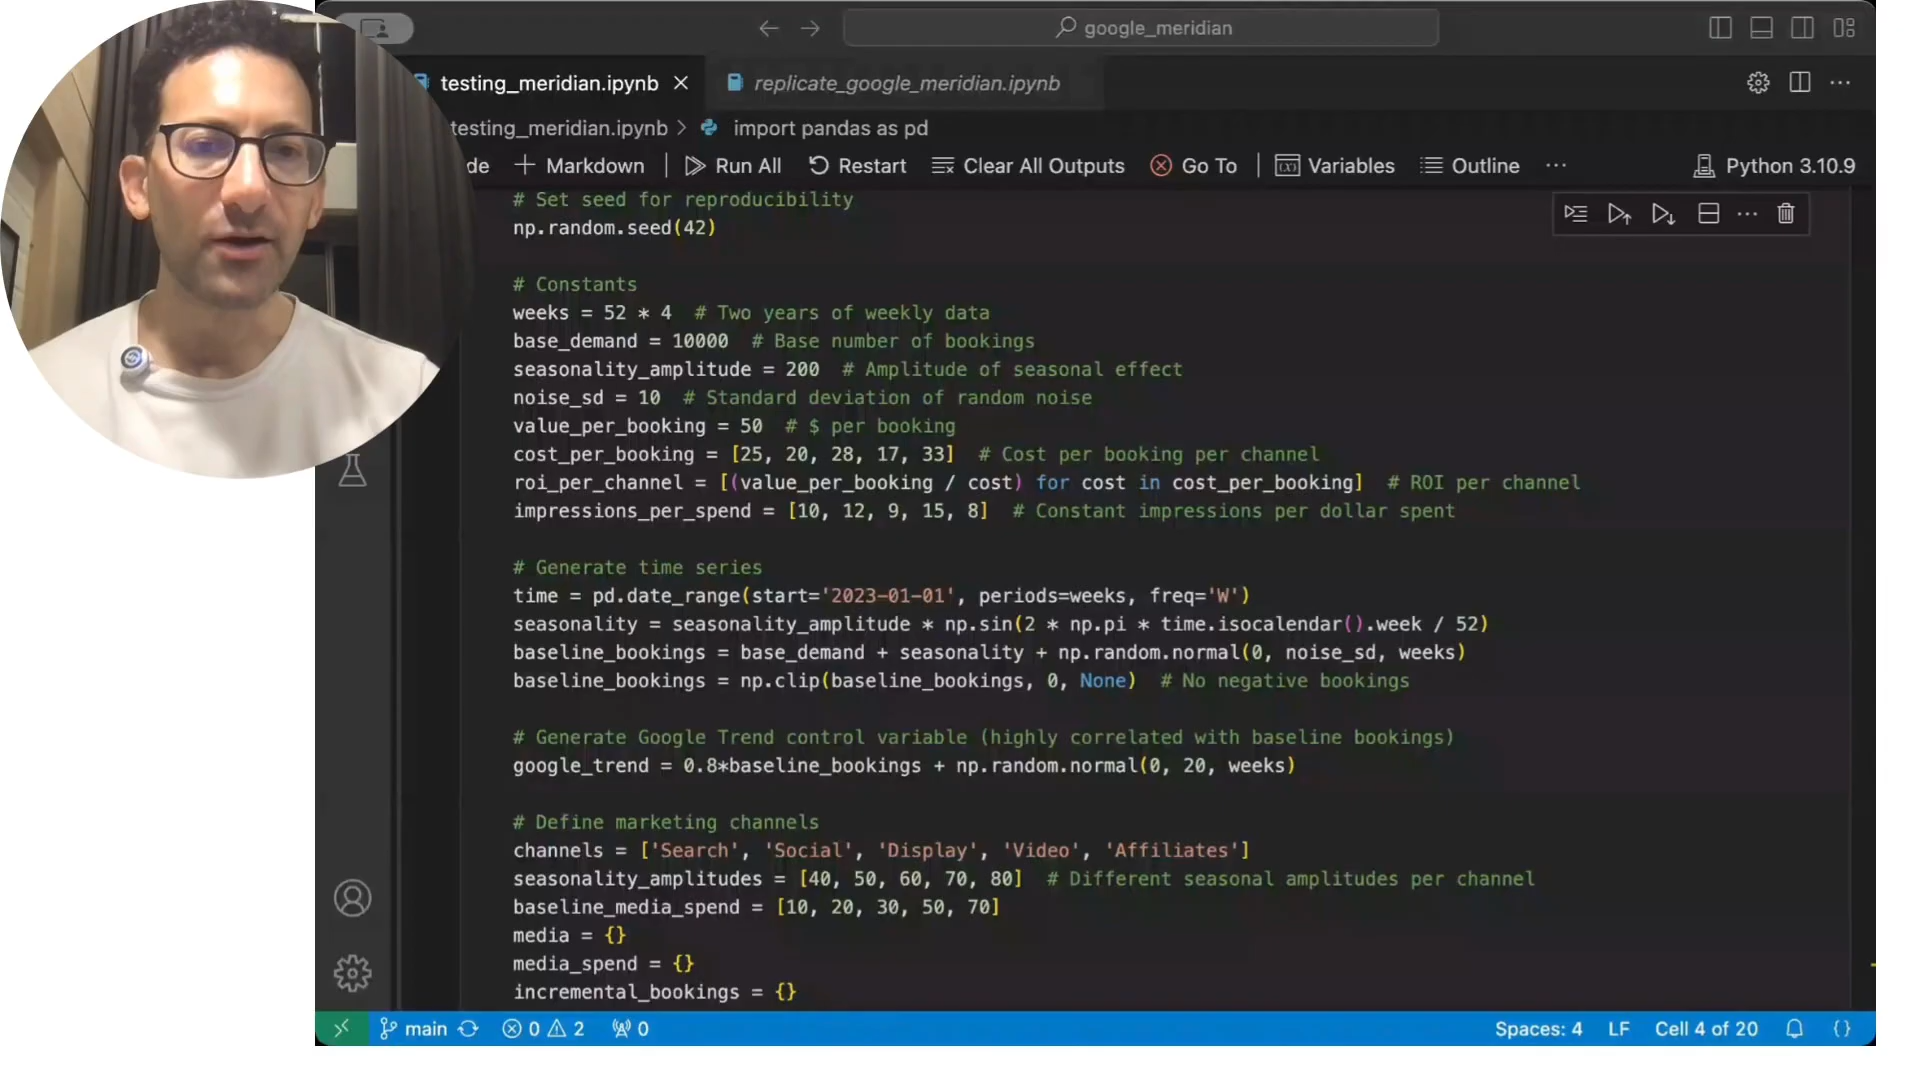 google_meridian
testing_meridian.ipynb
replicate_google_meridian.ipynb
testing_meridian.ipynb > import pandas as pd
de + Markdown Run All Restart Clear All Outputs Go To Variables Outline ··· Python 3.10.9
# Set seed for reproducibility
np.random.seed(42)
# Constants
weeks = 52 * 4  # Two years of weekly data
base_demand = 10000  # Base number of bookings
seasonality_amplitude = 200  # Amplitude of seasonal effect
noise_sd = 10  # Standard deviation of random noise
value_per_booking = 50  # $ per booking
cost_per_booking = [25, 20, 28, 17, 33]  # Cost per booking per channel
roi_per_channel = [(value_per_booking / cost) for cost in cost_per_booking]  # ROI per channel
impressions_per_spend = [10, 12, 9, 15, 8]  # Constant impressions per dollar spent
# Generate time series
time = pd.date_range(start='2023-01-01', periods=weeks, freq='W')
seasonality = seasonality_amplitude * np.sin(2 * np.pi * time.isocalendar().week / 52)
baseline_bookings = base_demand + seasonality + np.random.normal(0, noise_sd, weeks)
baseline_bookings = np.clip(baseline_bookings, 0, None)  # No negative bookings
# Generate Google Trend control variable (highly correlated with baseline bookings)
google_trend = 0.8*baseline_bookings + np.random.normal(0, 20, weeks)
# Define marketing channels
channels = ['Search', 'Social', 'Display', 'Video', 'Affiliates']
seasonality_amplitudes = [40, 50, 60, 70, 80]  # Different seasonal amplitudes per channel
baseline_media_spend = [10, 20, 30, 50, 70]
media = {}
media_spend = {}
incremental_bookings = {}
main 0 2 0 Spaces: 4 LF Cell 4 of 20 {}